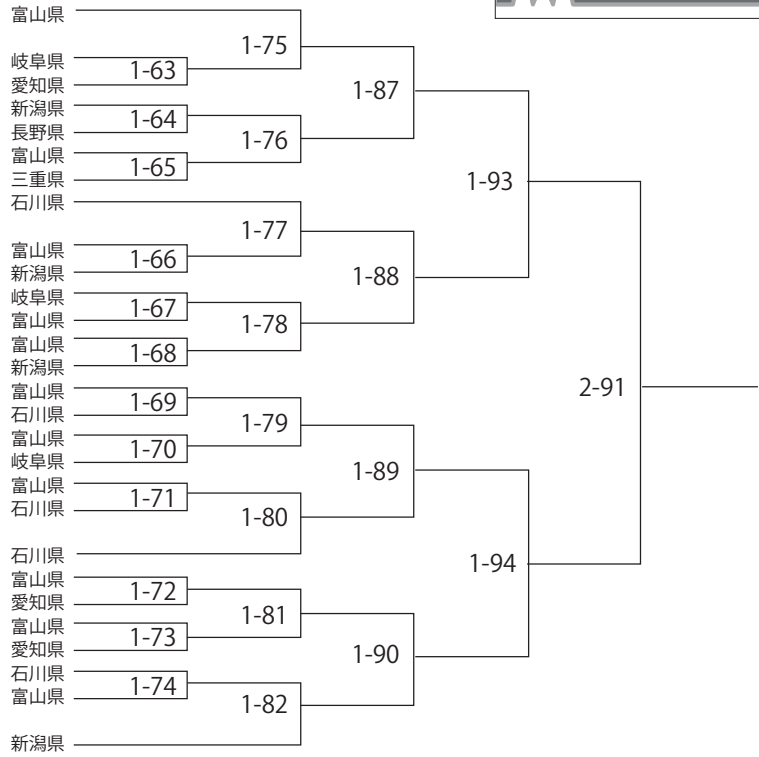 富山県
1-75
岐阜県
1-63
愛知県
1-87
新潟県
1-64
長野県
1-76
富山県
1-65
三重県
1-93
石川県
1-77
富山県
1-66
新潟県
1-88
岐阜県
1-67
富山県
1-78
富山県
1-68
新潟県
2-91
富山県
1-69
石川県
1-79
富山県
1-70
岐阜県
1-89
富山県
1-71
石川県
1-80
石川県
1-94
富山県
1-72
愛知県
1-81
富山県
1-73
愛知県
1-90
石川県
1-74
富山県
1-82
新潟県